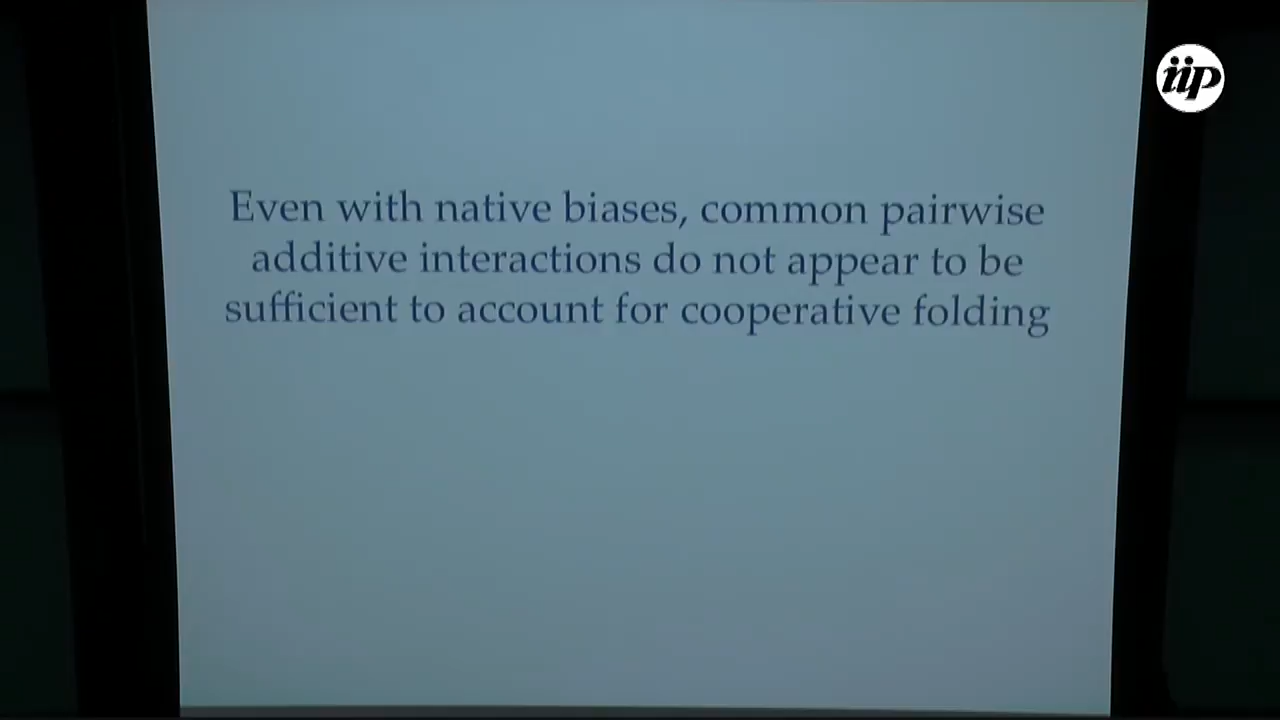 iip
Even with native biases, common pairwise
additive interactions do not appear to be
sufficient to account for cooperative folding